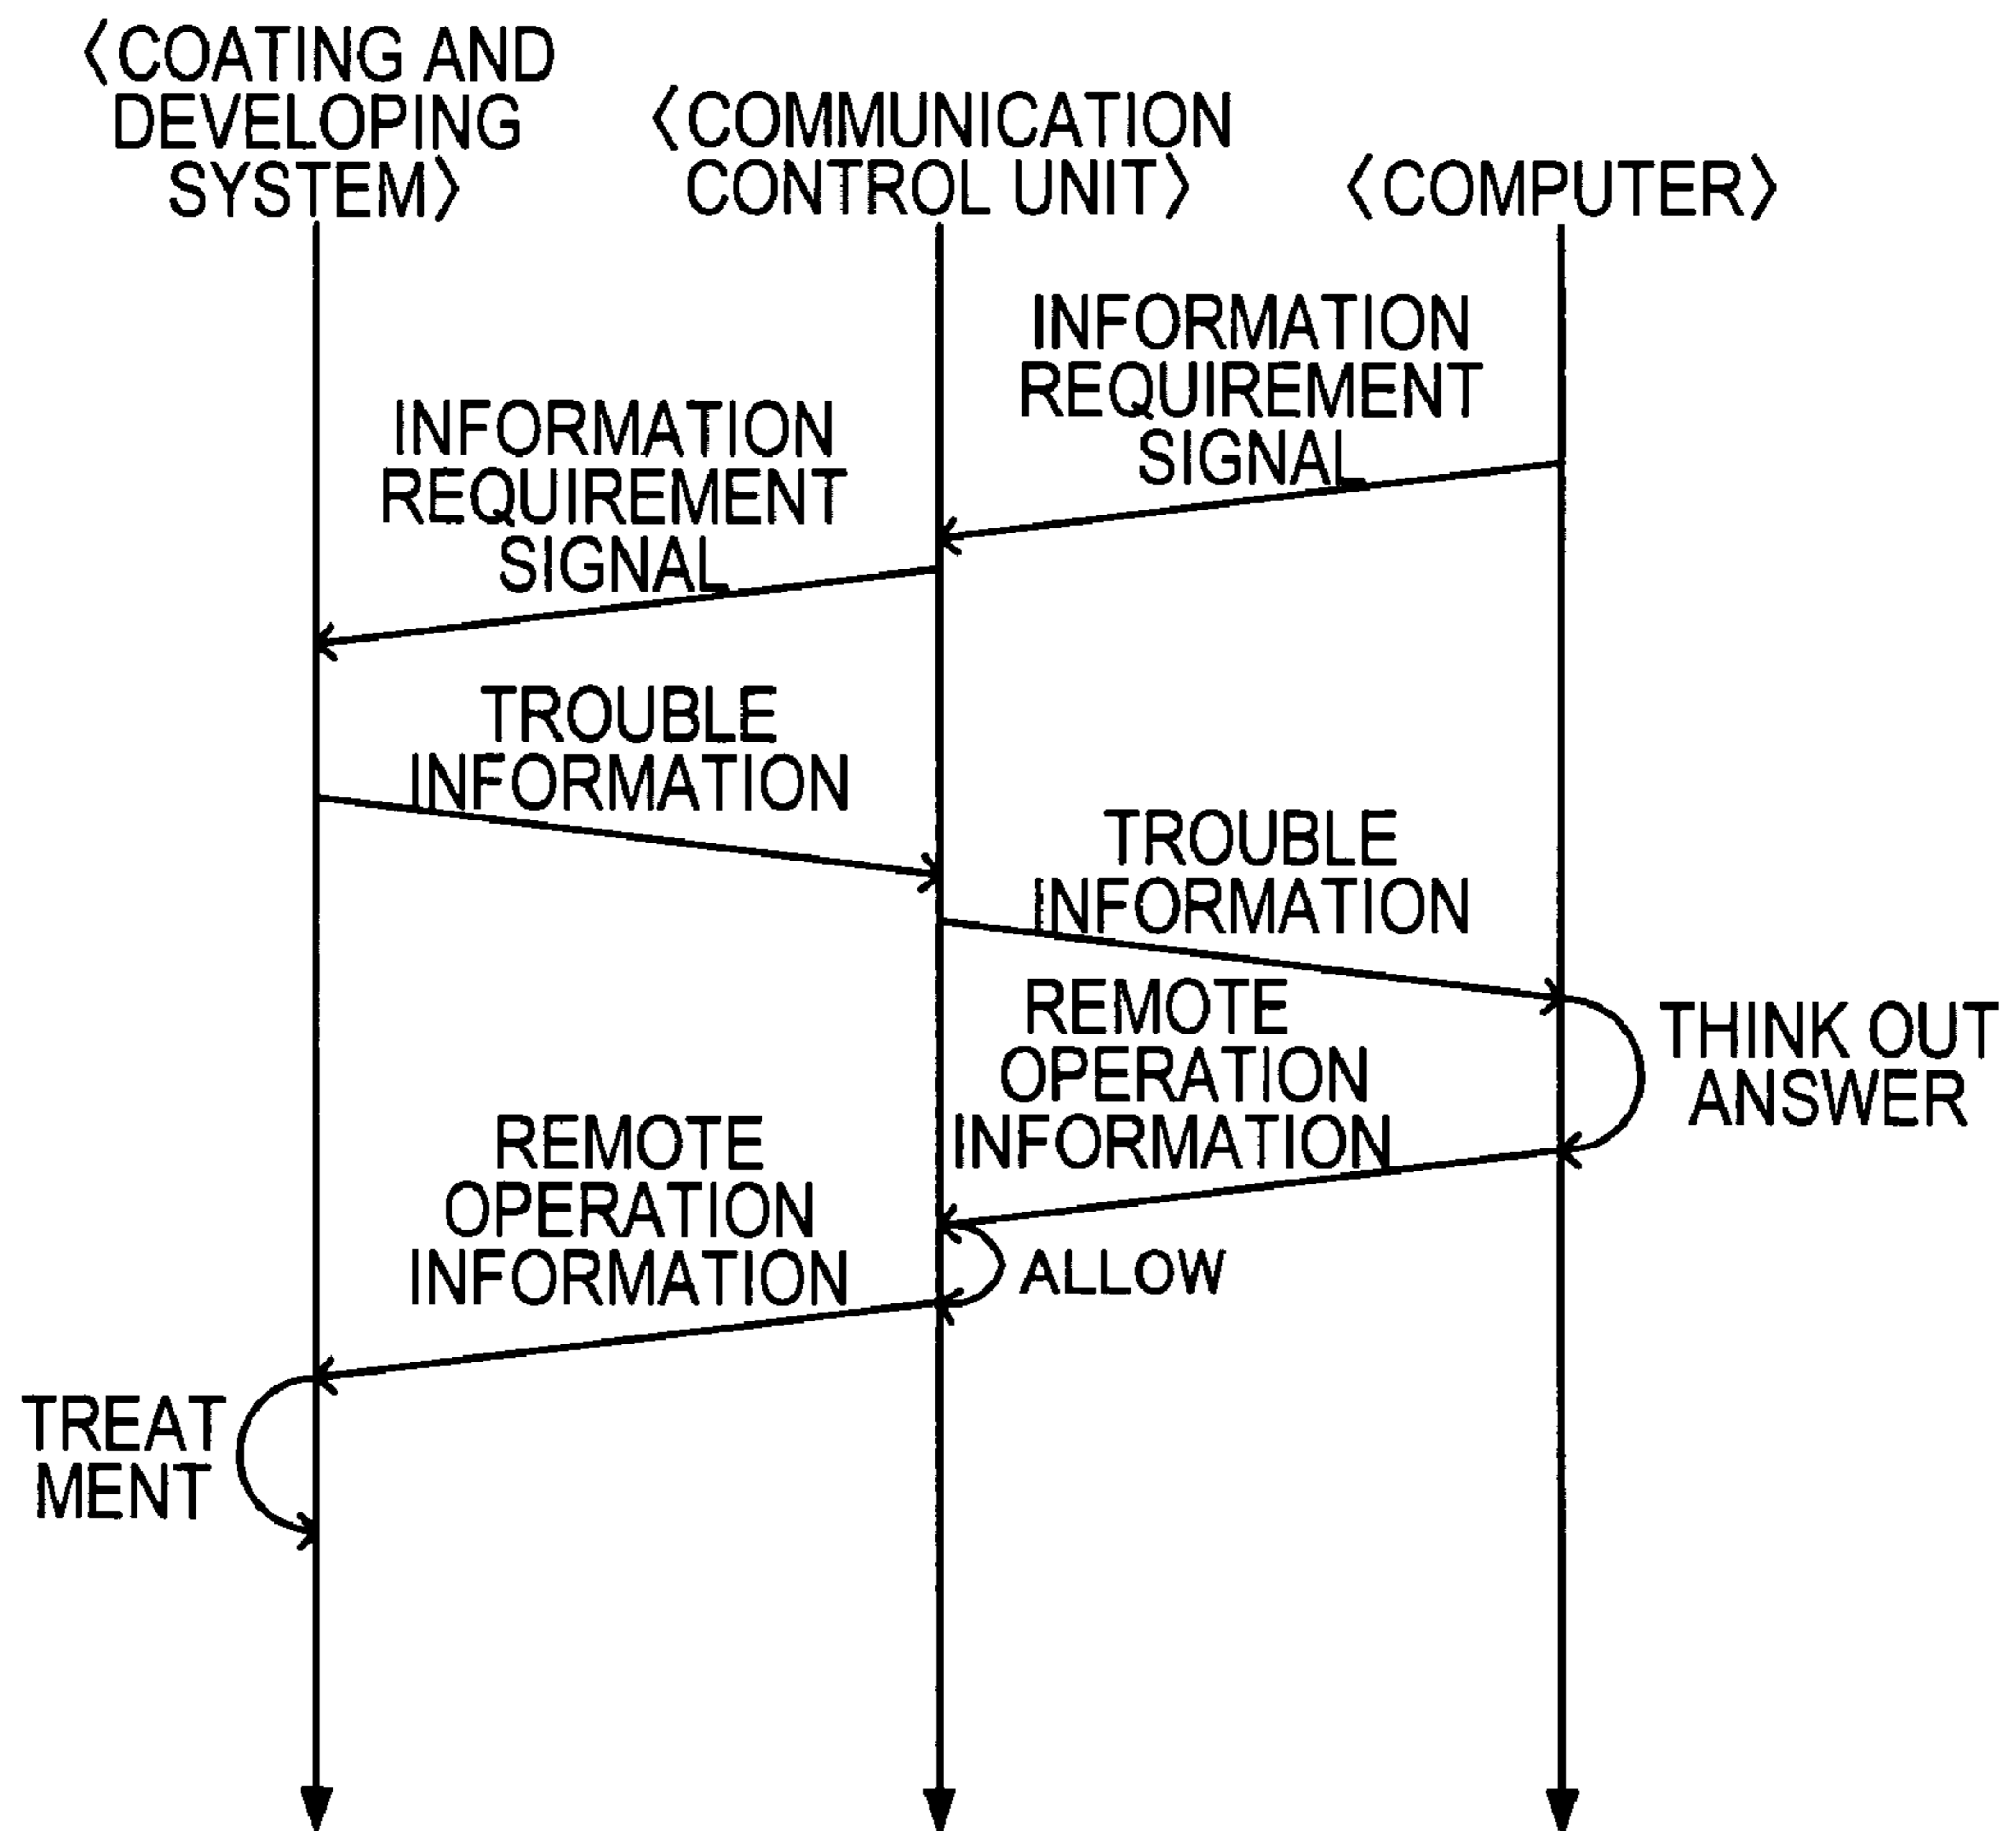 〈COATING AND
DEVELOPING
SYSTEM〉
〈COMMUNICATION
CONTROL UNIT〉
〈COMPUTER〉
INFORMATION
REQUIREMENT
SIGNAL
INFORMATION
REQUIREMENT
SIGNAL
TROUBLE
INFORMATION
TROUBLE
INFORMATION
REMOTE
OPERATION
INFORMATION
THINK OUT
ANSWER
REMOTE
OPERATION
INFORMATION
ALLOW
TREAT
MENT